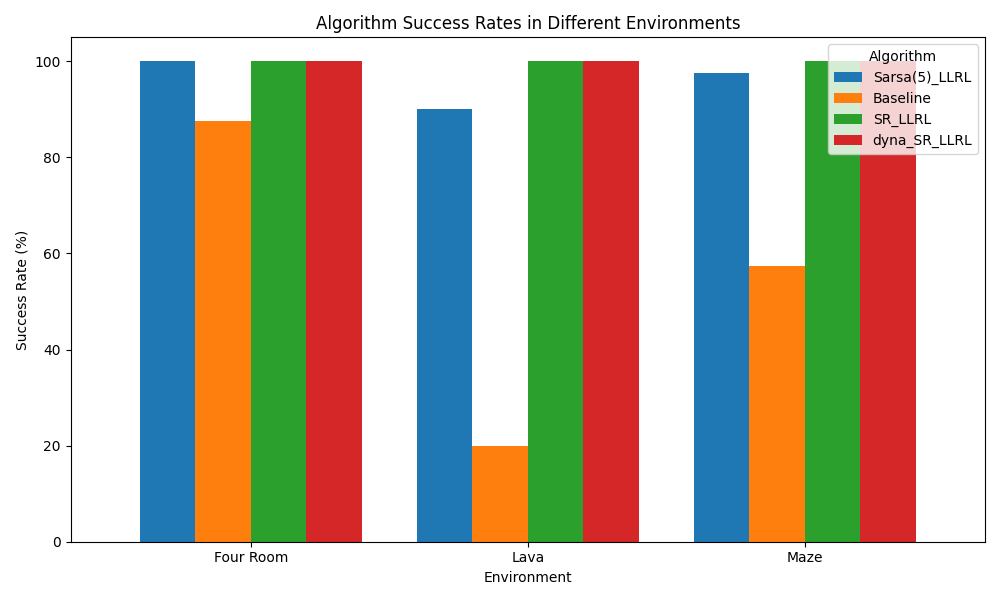 Algorithm Success Rates in Different Environments
Success Rate (%)
100
80
60
40
20
0
Algorithm
Sarsa(5)_LLRL
Baseline
SR_LLRL
dyna_SR_LLRL
Four Room
Lava
Maze
Environment